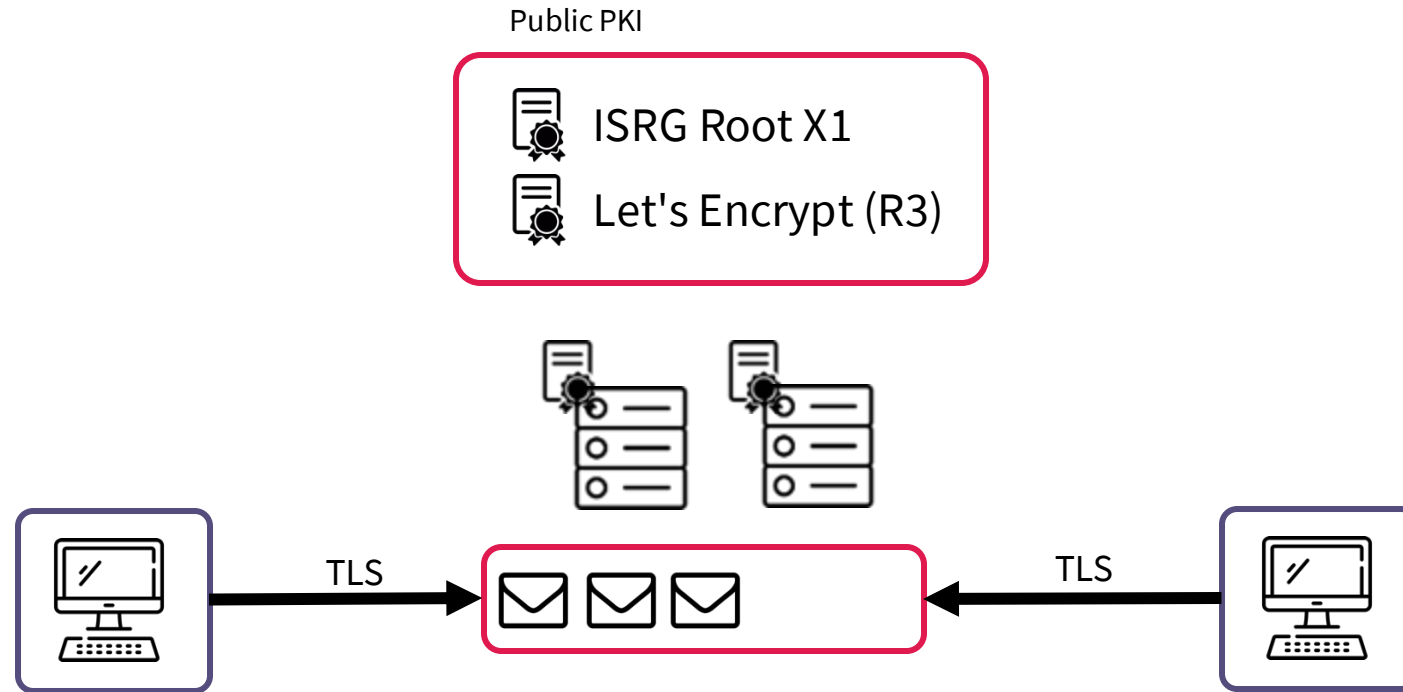 Public PKI
ISRG Root X1
Let's Encrypt (R3)
TLS
TLS